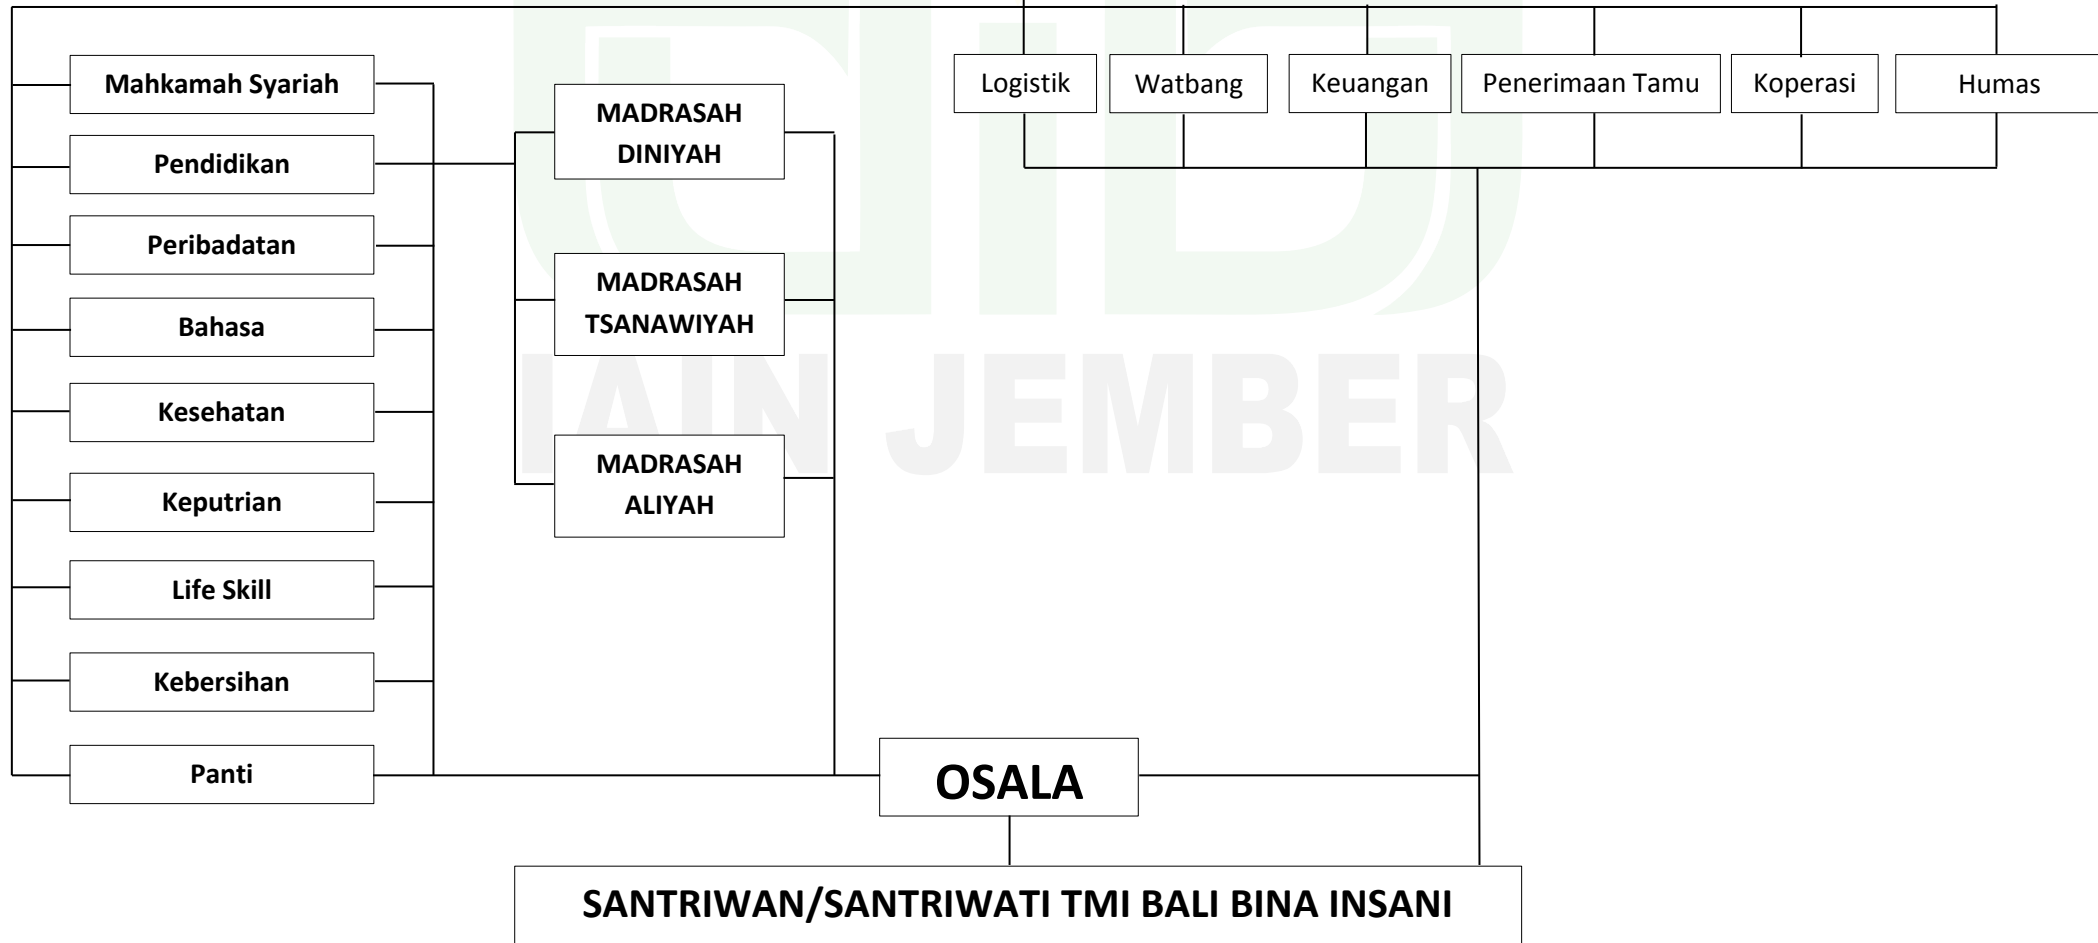 Mahkamah Syariah
Pendidikan
Peribadatan
Bahasa
Kesehatan
Keputrian
Life Skill
Kebersihan
Panti
MADRASAH
DINIYAH
MADRASAH
TSANAWIYAH
MADRASAH
ALIYAH
Logistik
Watbang
Keuangan
Penerimaan Tamu
Koperasi
Humas
IAIN JEMBER
OSALA
SANTRIWAN/SANTRIWATI TMI BALI BINA INSANI